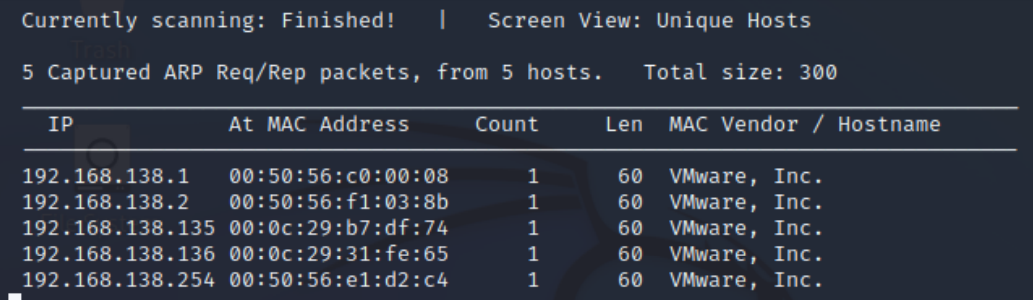 Currently scanning: Finished!   |   Screen View: Unique Hosts
5 Captured ARP Req/Rep packets, from 5 hosts.   Total size: 300
IP            At MAC Address     Count     Len  MAC Vendor / Hostname
192.168.138.1   00:50:56:c0:00:08      1      60  VMware, Inc.
192.168.138.2   00:50:56:f1:03:8b      1      60  VMware, Inc.
192.168.138.135 00:0c:29:b7:df:74      1      60  VMware, Inc.
192.168.138.136 00:0c:29:31:fe:65      1      60  VMware, Inc.
192.168.138.254 00:50:56:e1:d2:c4      1      60  VMware, Inc.